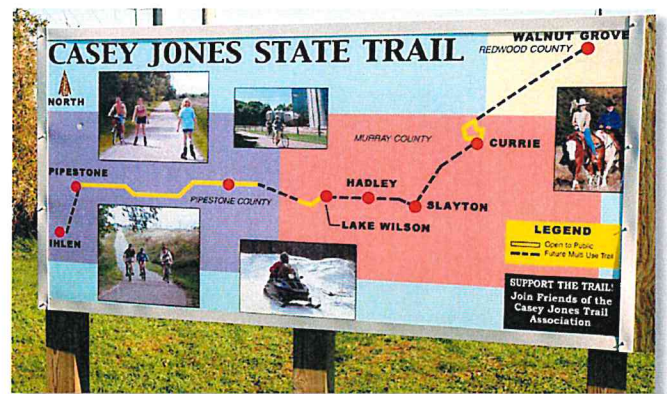 CASEY JONES STATE TRAIL
WALNUT GROVE
REDWOOD COUNTY
NORTH
MURRAY COUNTY
CURRIE
PIPESTONE
HADLEY
PIPESTONE COUNTY
SLAYTON
LAKE WILSON
IHLEN
LEGEND
Open to Public
Future Multi Use Trail
SUPPORT THE TRAIL!
Join Friends of the
Casey Jones Trail
Association